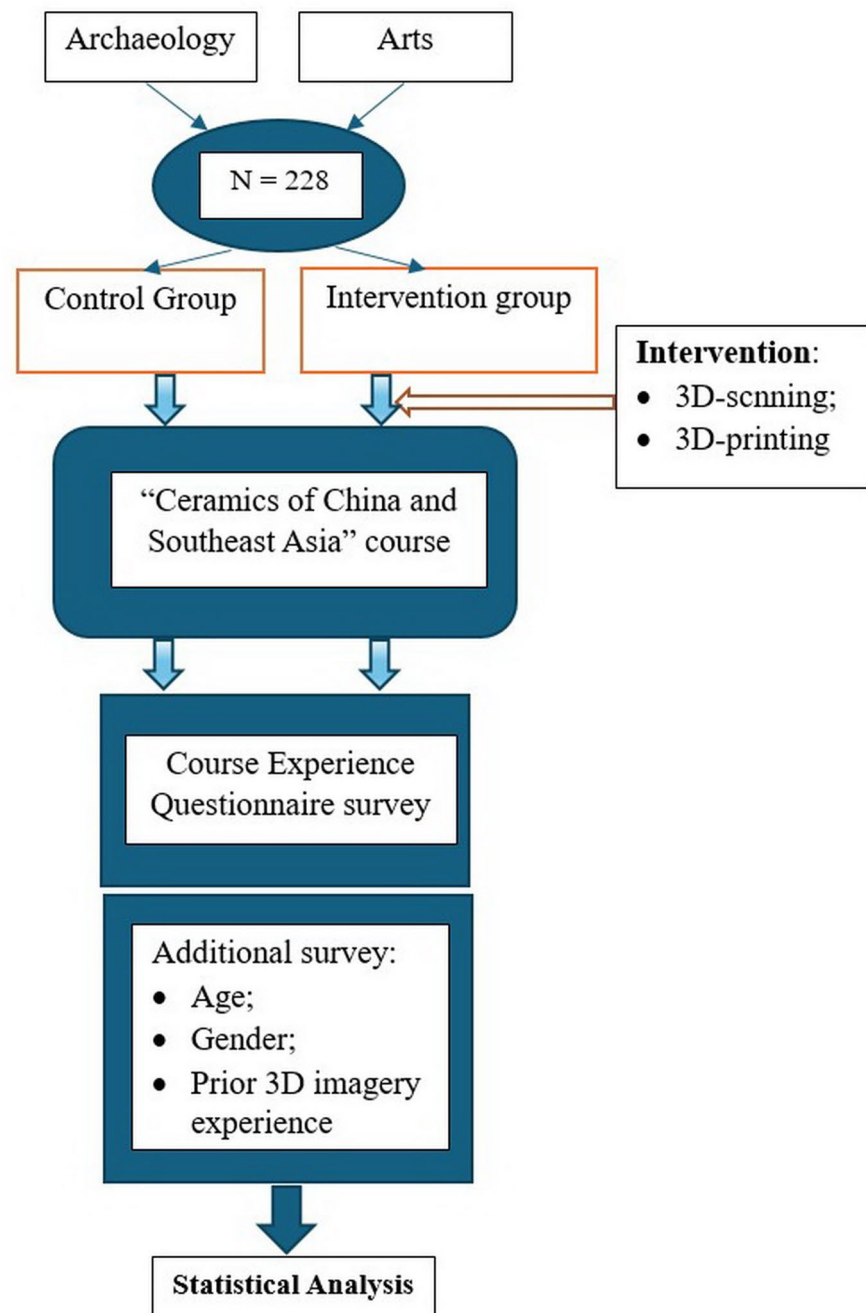 Archaeology
Arts
N = 228
Control Group
Intervention group
Intervention:
• 3D-scnning;
• 3D-printing
“Ceramics of China and
Southeast Asia” course
Course Experience
Questionnaire survey
Additional survey:
• Age;
• Gender;
• Prior 3D imagery
experience
Statistical Analysis